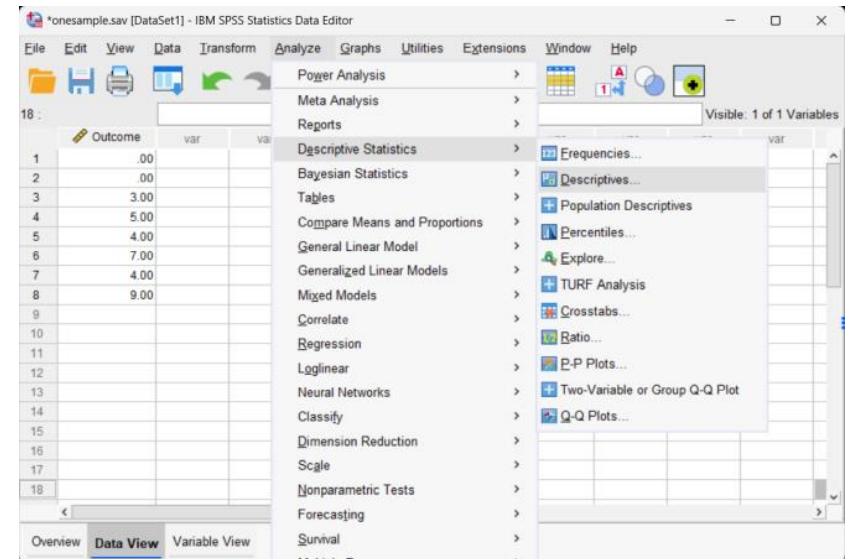 *onesample.sav [DataSet1] - IBM SPSS Statistics Data Editor
File Edit View Data Transform Analyze Graphs Utilities Extensions Window Help
18 :
Visible: 1 of 1 Variables
Outcome var var
1 .00
2 .00
3 3.00
4 5.00
5 4.00
6 7.00
7 4.00
8 9.00
9
10
11
12
13
14
15
16
17
18
Power Analysis
Meta Analysis
Reports
Descriptive Statistics
Bayesian Statistics
Tables
Compare Means and Proportions
General Linear Model
Generalized Linear Models
Mixed Models
Correlate
Regression
Loglinear
Neural Networks
Classify
Dimension Reduction
Scale
Nonparametric Tests
Forecasting
Survival
Frequencies...
Descriptives...
Population Descriptives
Percentiles...
Explore...
TURF Analysis
Crosstabs...
Ratio...
P-P Plots...
Two-Variable or Group Q-Q Plot
Q-Q Plots...
Overview Data View Variable View